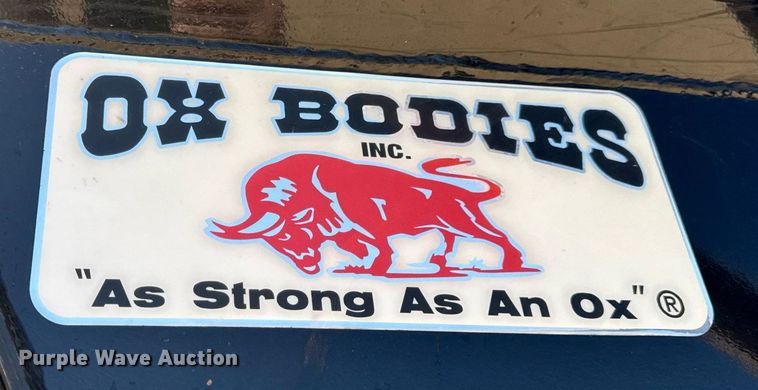 OX BODIES
INC.
"As Strong As An Ox" ®
Purple Wave Auction